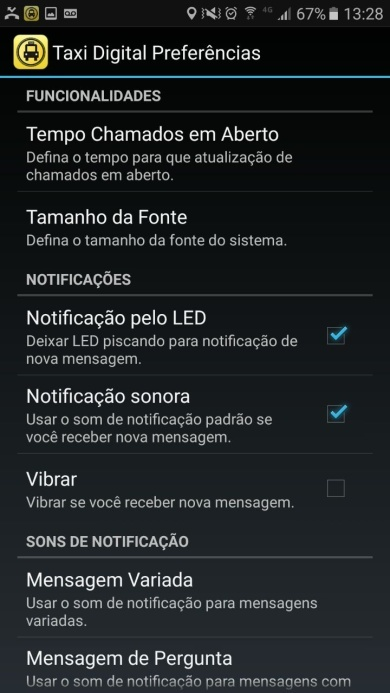 4G 67% 13:28
Taxi Digital Preferências
FUNCIONALIDADES
Tempo Chamados em Aberto
Defina o tempo para que atualização de
chamados em aberto.
Tamanho da Fonte
Defina o tamanho da fonte do sistema.
NOTIFICAÇÕES
Notificação pelo LED
Deixar LED piscando para notificação de
nova mensagem.
Notificação sonora
Usar o som de notificação padrão se
você receber nova mensagem.
Vibrar
Vibrar se você receber nova mensagem.
SONS DE NOTIFICAÇÃO
Mensagem Variada
Usar o som de notificação para mensagens
variadas.
Mensagem de Pergunta
Usar o som de notificação para mensagens com